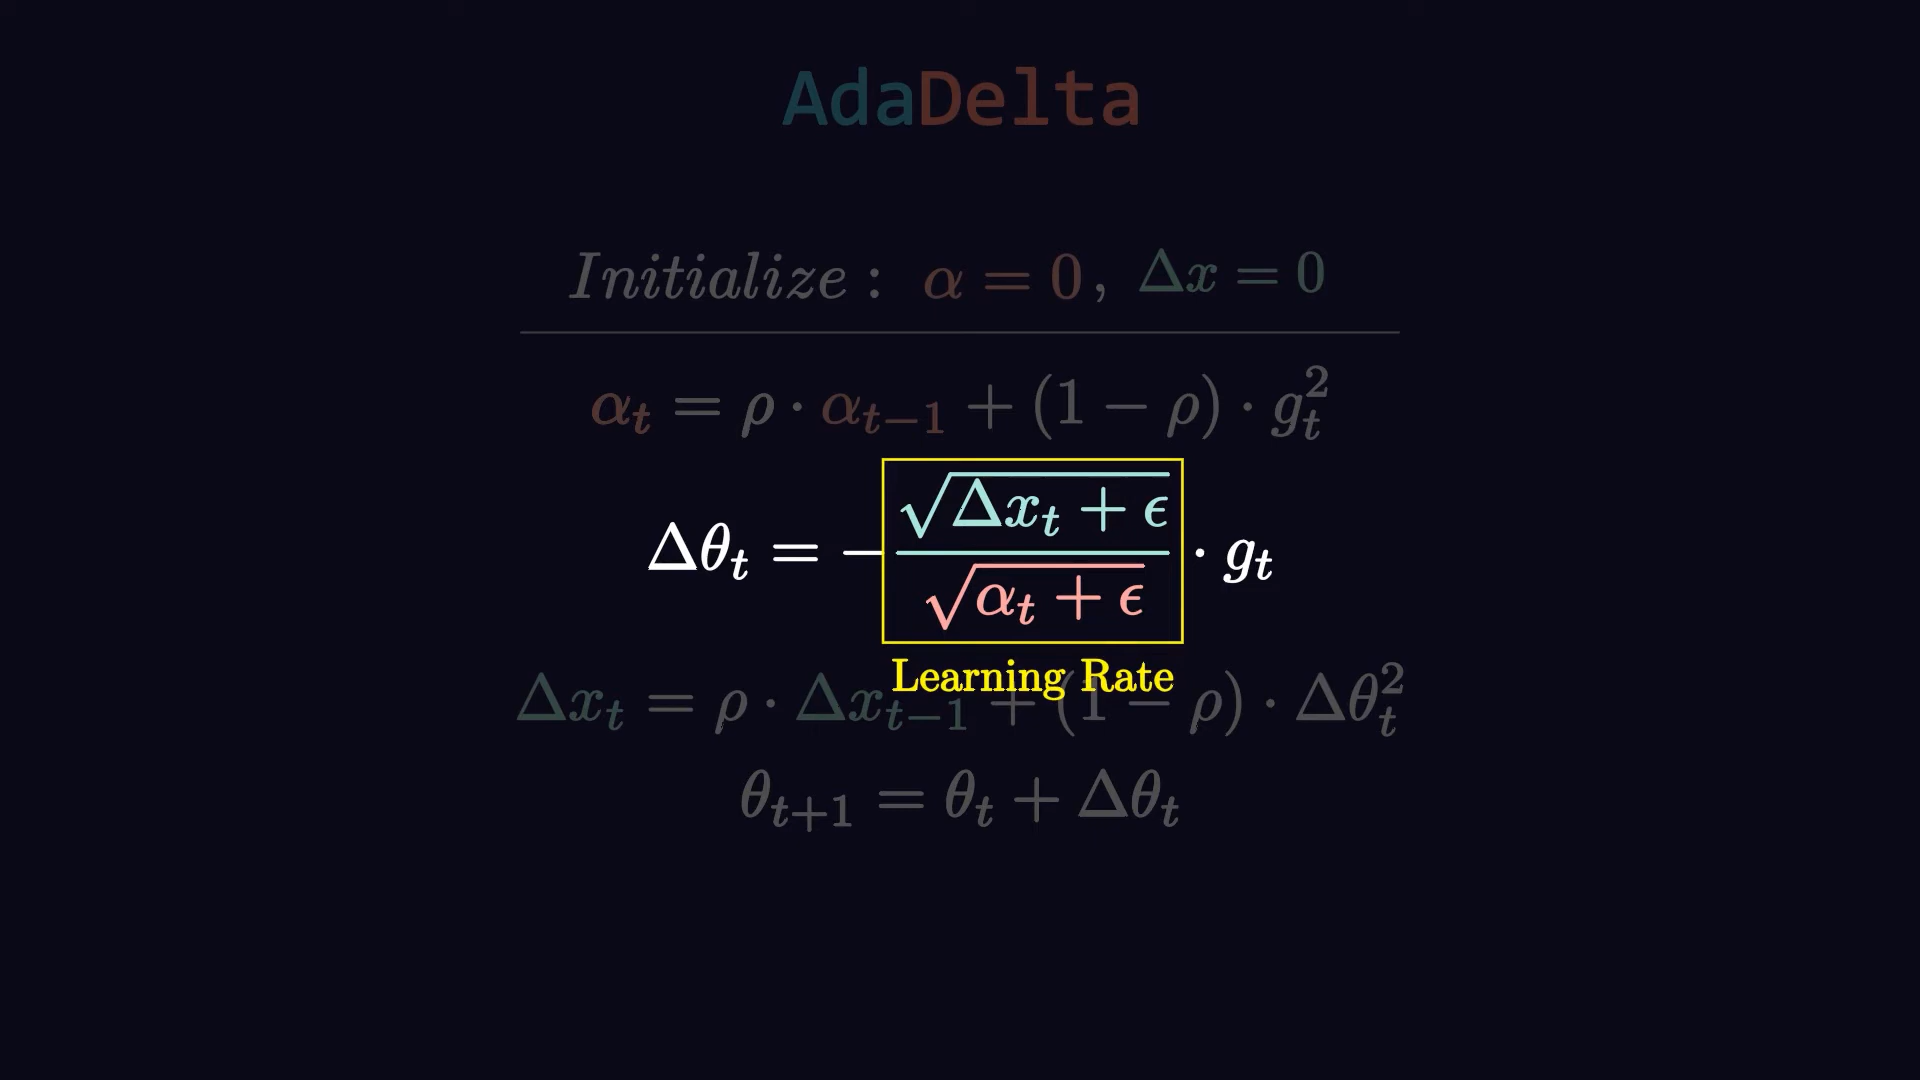 AdaDelta
Initialize : α = 0 , Δx = 0
α_t = ρ · α_{t−1} + (1 − ρ) · g_t^2
Δθ_t = − √(Δx_t + ϵ) / √(α_t + ϵ) · g_t
Learning Rate
Δx_t = ρ · Δx_{t−1} + (1 − ρ) · Δθ_t^2
θ_{t+1} = θ_t + Δθ_t